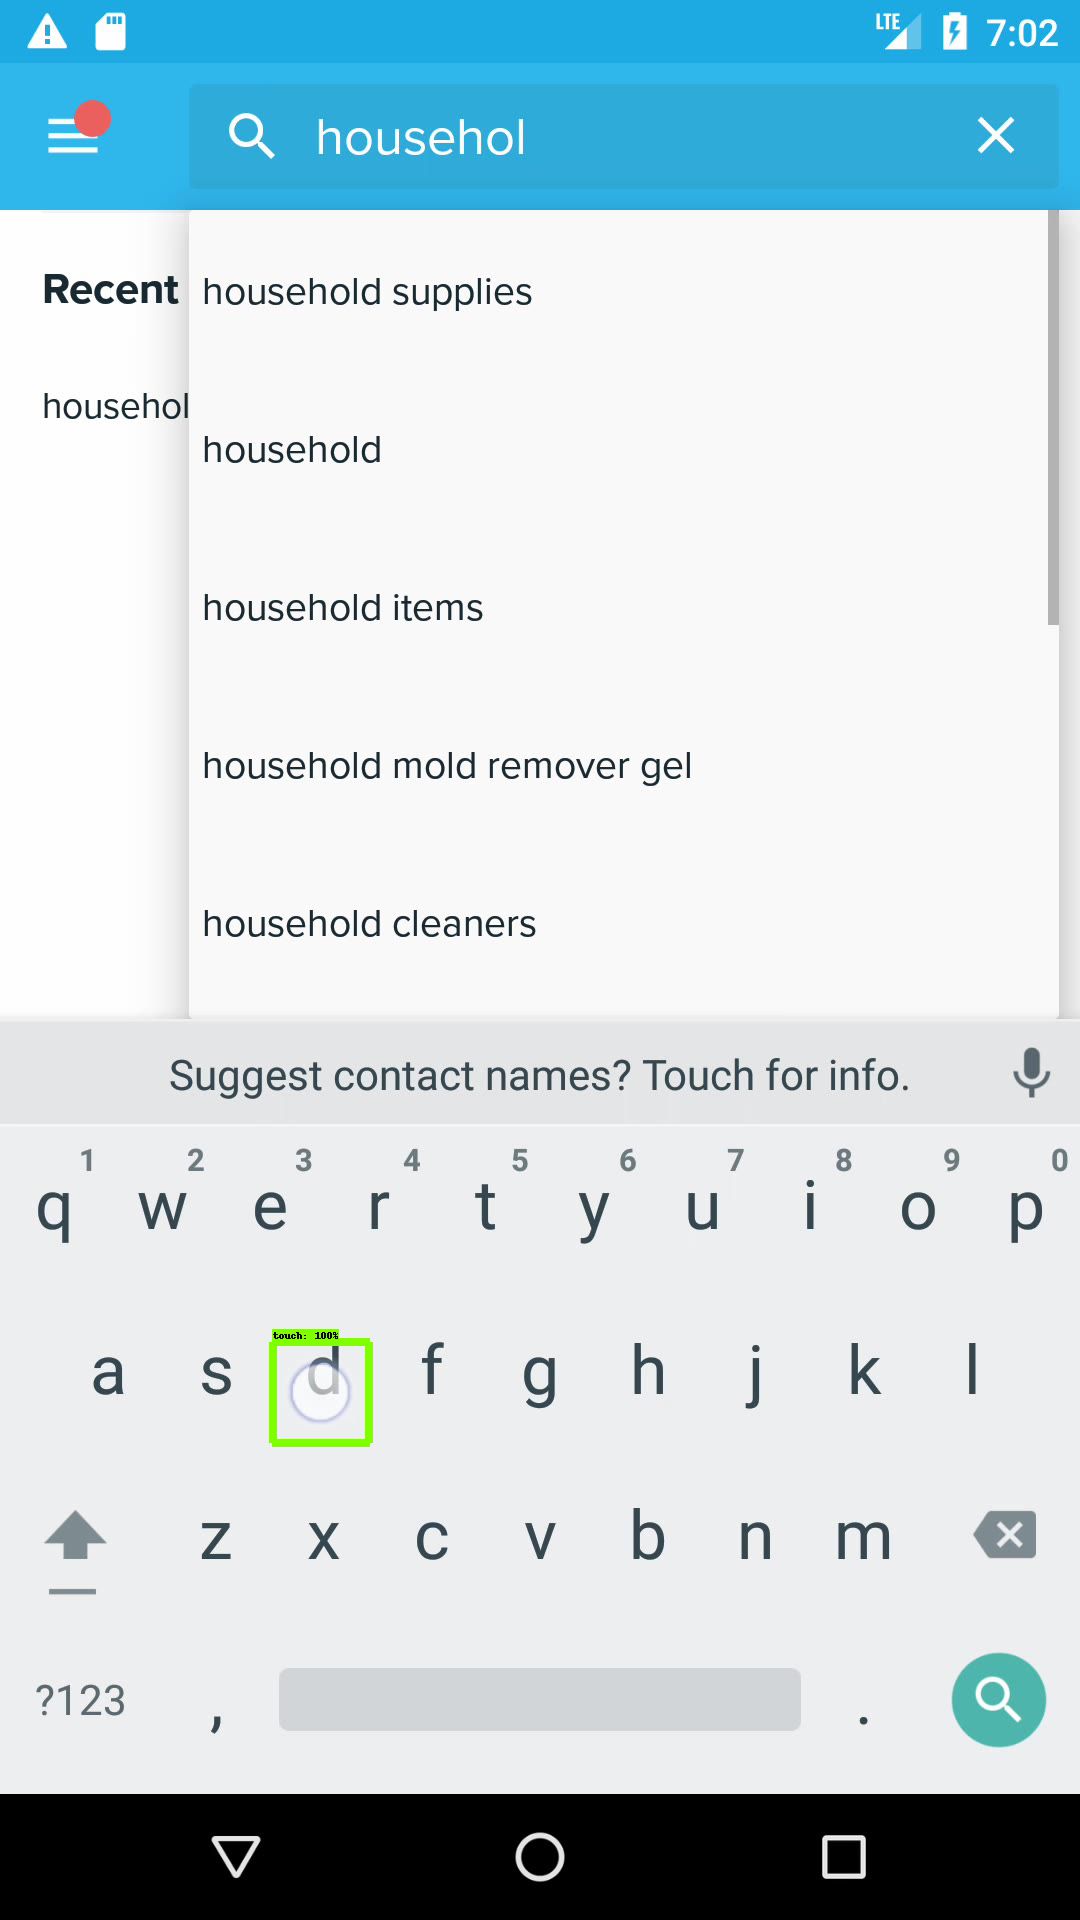 LTE 7:02
househol
Recent
househol
household supplies
household
household items
household mold remover gel
household cleaners
Suggest contact names? Touch for info.
1 2 3 4 5 6 7 8 9 0
q w e r t y u i o p
touch: 100%
a s d f g h j k l
z x c v b n m
?123 , .